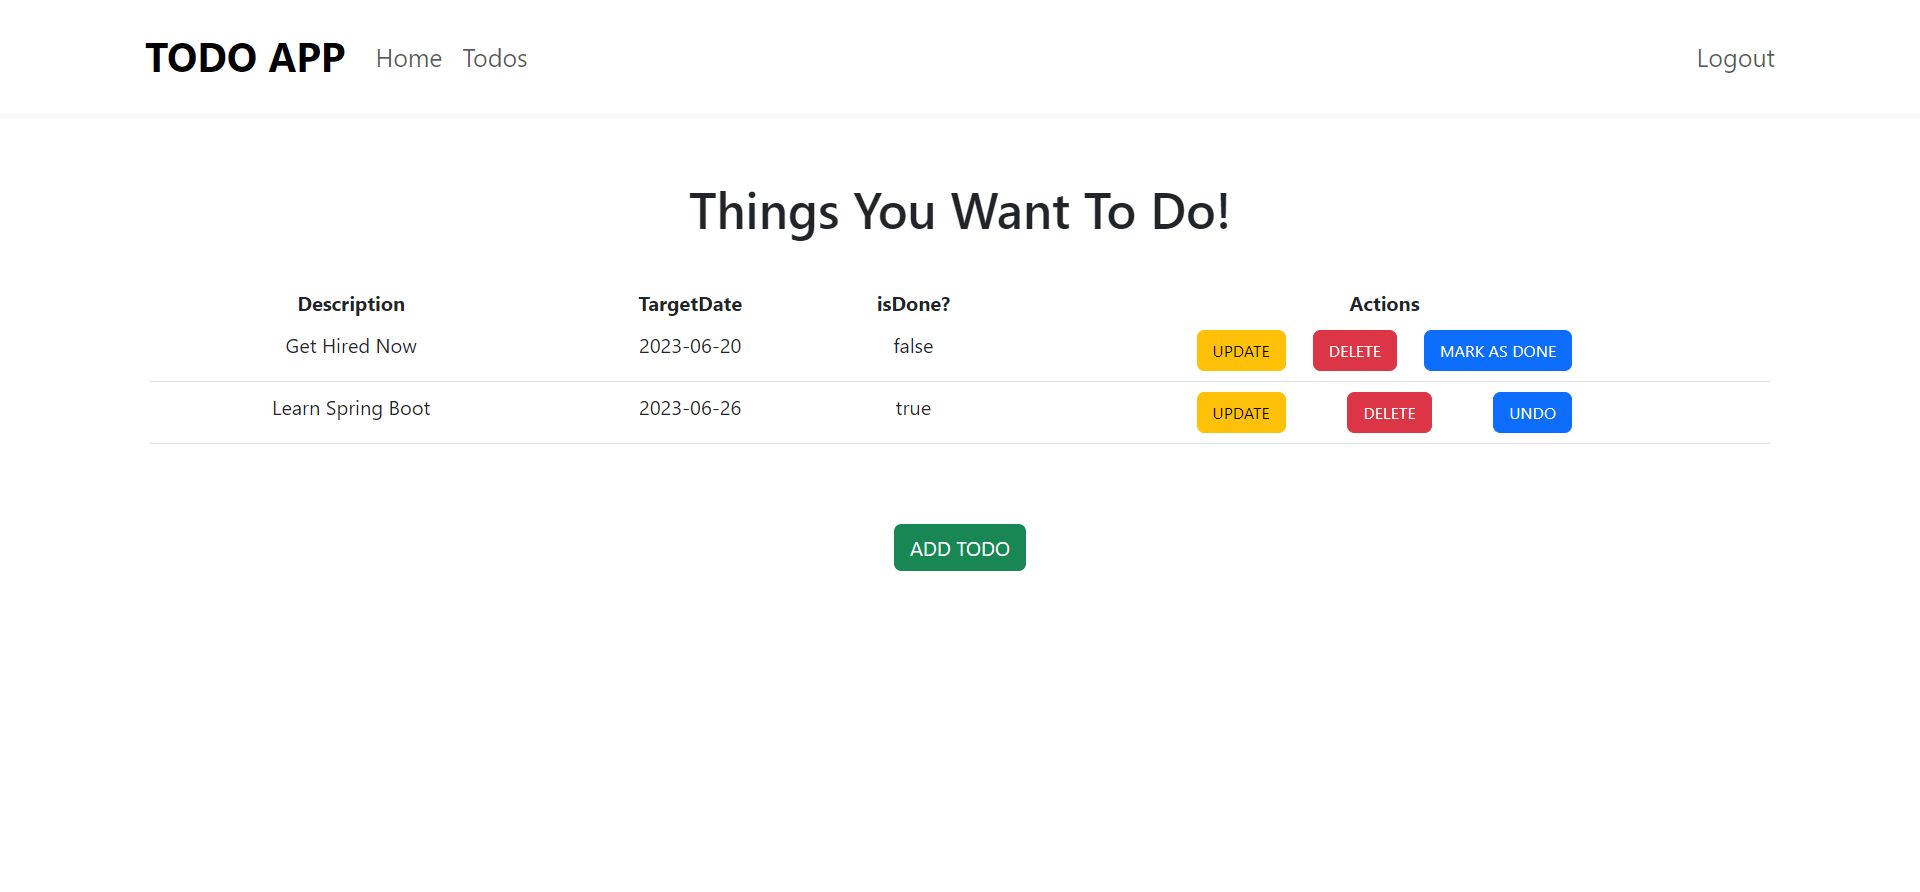 TODO APP Home Todos Logout
Things You Want To Do!
Description TargetDate isDone? Actions
Get Hired Now 2023-06-20 false UPDATE DELETE MARK AS DONE
Learn Spring Boot 2023-06-26 true UPDATE DELETE UNDO
ADD TODO